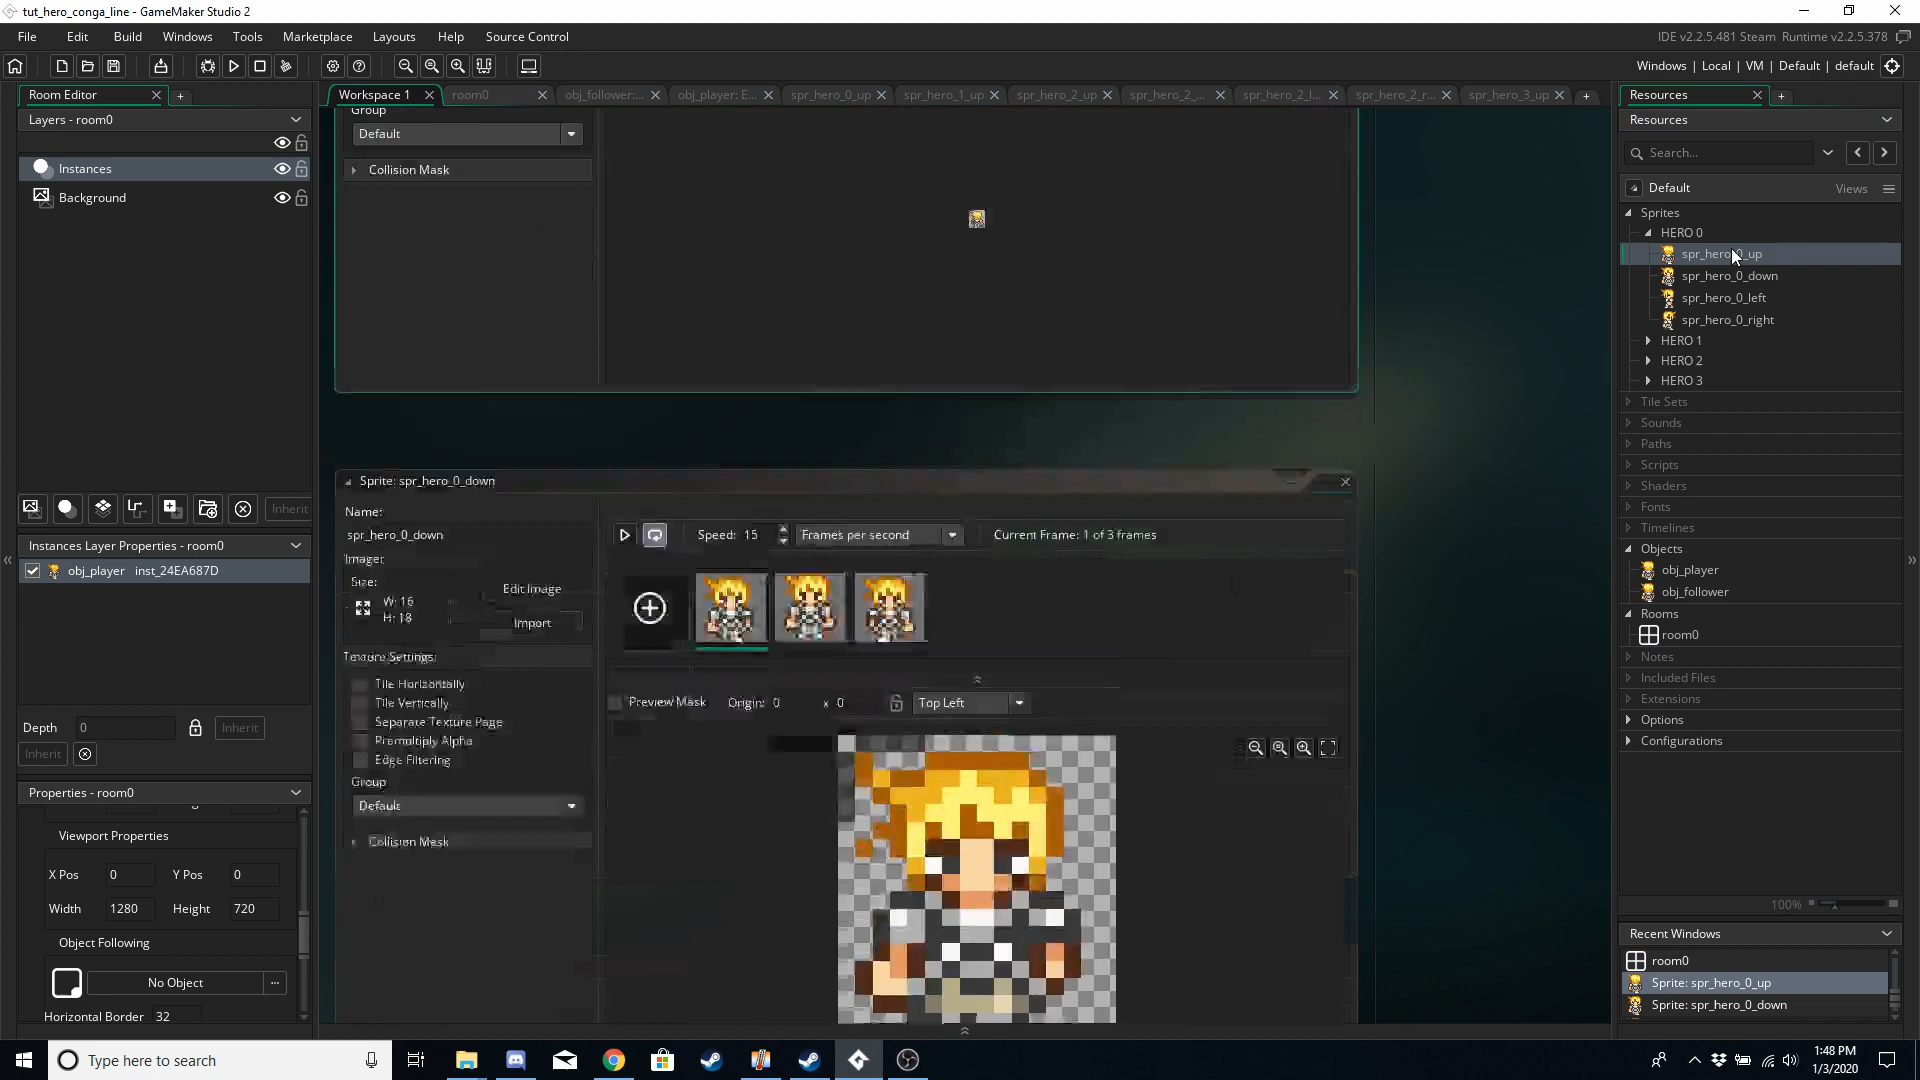 tut_hero_conga_line - GameMaker Studio 2
File Edit Build Windows Tools Marketplace Layouts Help Source Control
IDE v2.2.5.481 Steam Runtime v2.2.5.378
Windows | Local | VM | Default | default
Room Editor
Layers - room0
Instances
Background
Inherit
Instances Layer Properties - room0
obj_player inst_24EA687D
Depth 0 Inherit
Inherit
Properties - room0
Viewport Properties
X Pos 0 Y Pos 0
Width 1280 Height 720
Object Following
No Object ...
Horizontal Border 32
Workspace 1 room0 obj_follower:... obj_player: E... spr_hero_0_up spr_hero_1_up spr_hero_2_up spr_hero_2_... spr_hero_2_l... spr_hero_2_r... spr_hero_3_up
Group
Default
Collision Mask
Sprite: spr_hero_0_down
Name:
spr_hero_0_down
Image:
Size:
W: 16
H: 18
Edit Image
Import
Texture Settings:
Tile Horizontally
Tile Vertically
Separate Texture Page
Premultiply Alpha
Edge Filtering
Group
Default
Collision Mask
Speed: 15 Frames per second Current Frame: 1 of 3 frames
Preview Mask Origin: 0 x 0 Top Left
Resources
Resources
Search...
Default Views
Sprites
HERO 0
spr_hero_0_up
spr_hero_0_down
spr_hero_0_left
spr_hero_0_right
HERO 1
HERO 2
HERO 3
Tile Sets
Sounds
Paths
Scripts
Shaders
Fonts
Timelines
Objects
obj_player
obj_follower
Rooms
room0
Notes
Included Files
Extensions
Options
Configurations
100%
Recent Windows
room0
Sprite: spr_hero_0_up
Sprite: spr_hero_0_down
Type here to search
1:48 PM
1/3/2020